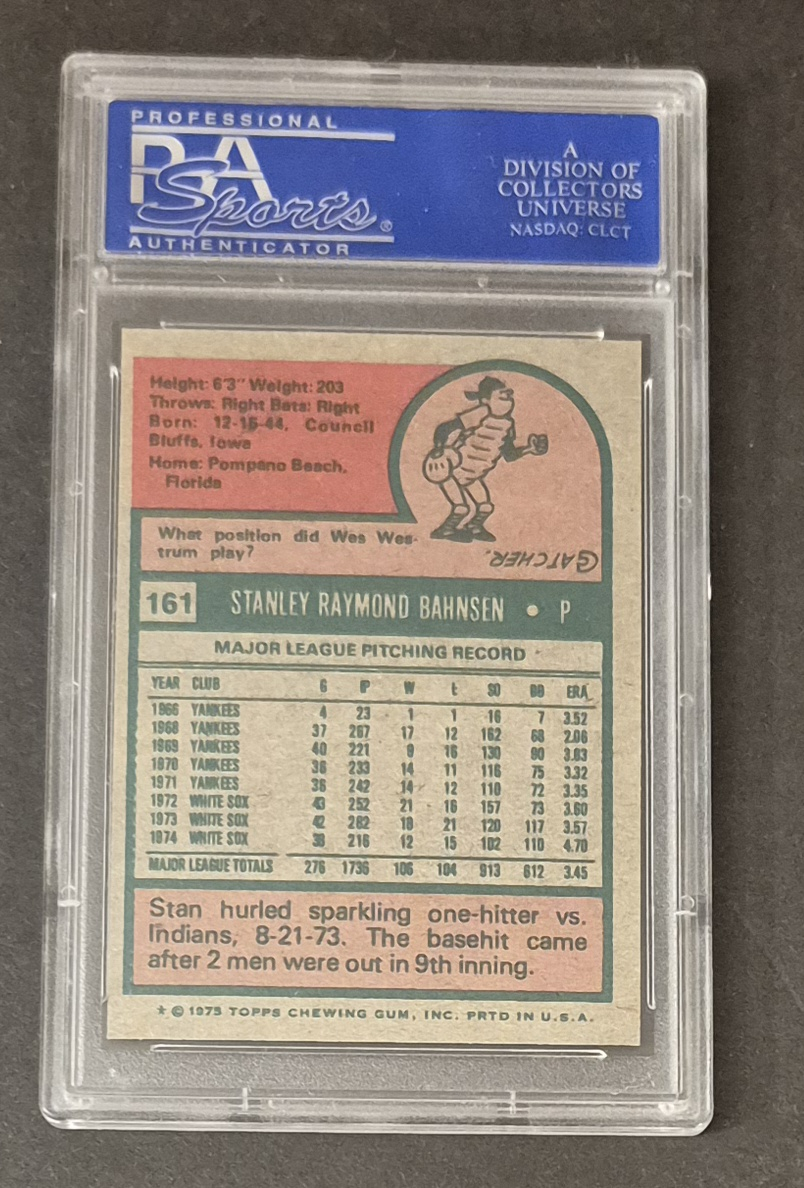 PROFESSIONAL
PSA
Sports®
AUTHENTICATOR
A
DIVISION OF
COLLECTORS
UNIVERSE
NASDAQ: CLCT
Height: 6'3" Weight: 203
Throws: Right Bats: Right
Born: 12-15-44, Council
Bluffs, Iowa
Home: Pompano Beach,
Florida
What position did Wes Wes-
trum play?
CATCHER.
161 STANLEY RAYMOND BAHNSEN • P
MAJOR LEAGUE PITCHING RECORD
YEAR CLUB G IP W L SO BB ERA
1966 YANKEES 4 23 1 1 16 7 3.52
1968 YANKEES 37 267 17 12 162 68 2.06
1969 YANKEES 40 221 9 16 130 90 3.83
1970 YANKEES 36 233 14 11 116 75 3.32
1971 YANKEES 36 242 14 12 110 72 3.35
1972 WHITE SOX 43 252 21 16 157 73 3.60
1973 WHITE SOX 42 282 18 21 120 117 3.57
1974 WHITE SOX 38 216 12 15 102 110 4.70
MAJOR LEAGUE TOTALS 276 1736 106 104 913 612 3.45
Stan hurled sparkling one-hitter vs.
Indians, 8-21-73. The basehit came
after 2 men were out in 9th inning.
* © 1975 TOPPS CHEWING GUM, INC. PRTD IN U.S.A.